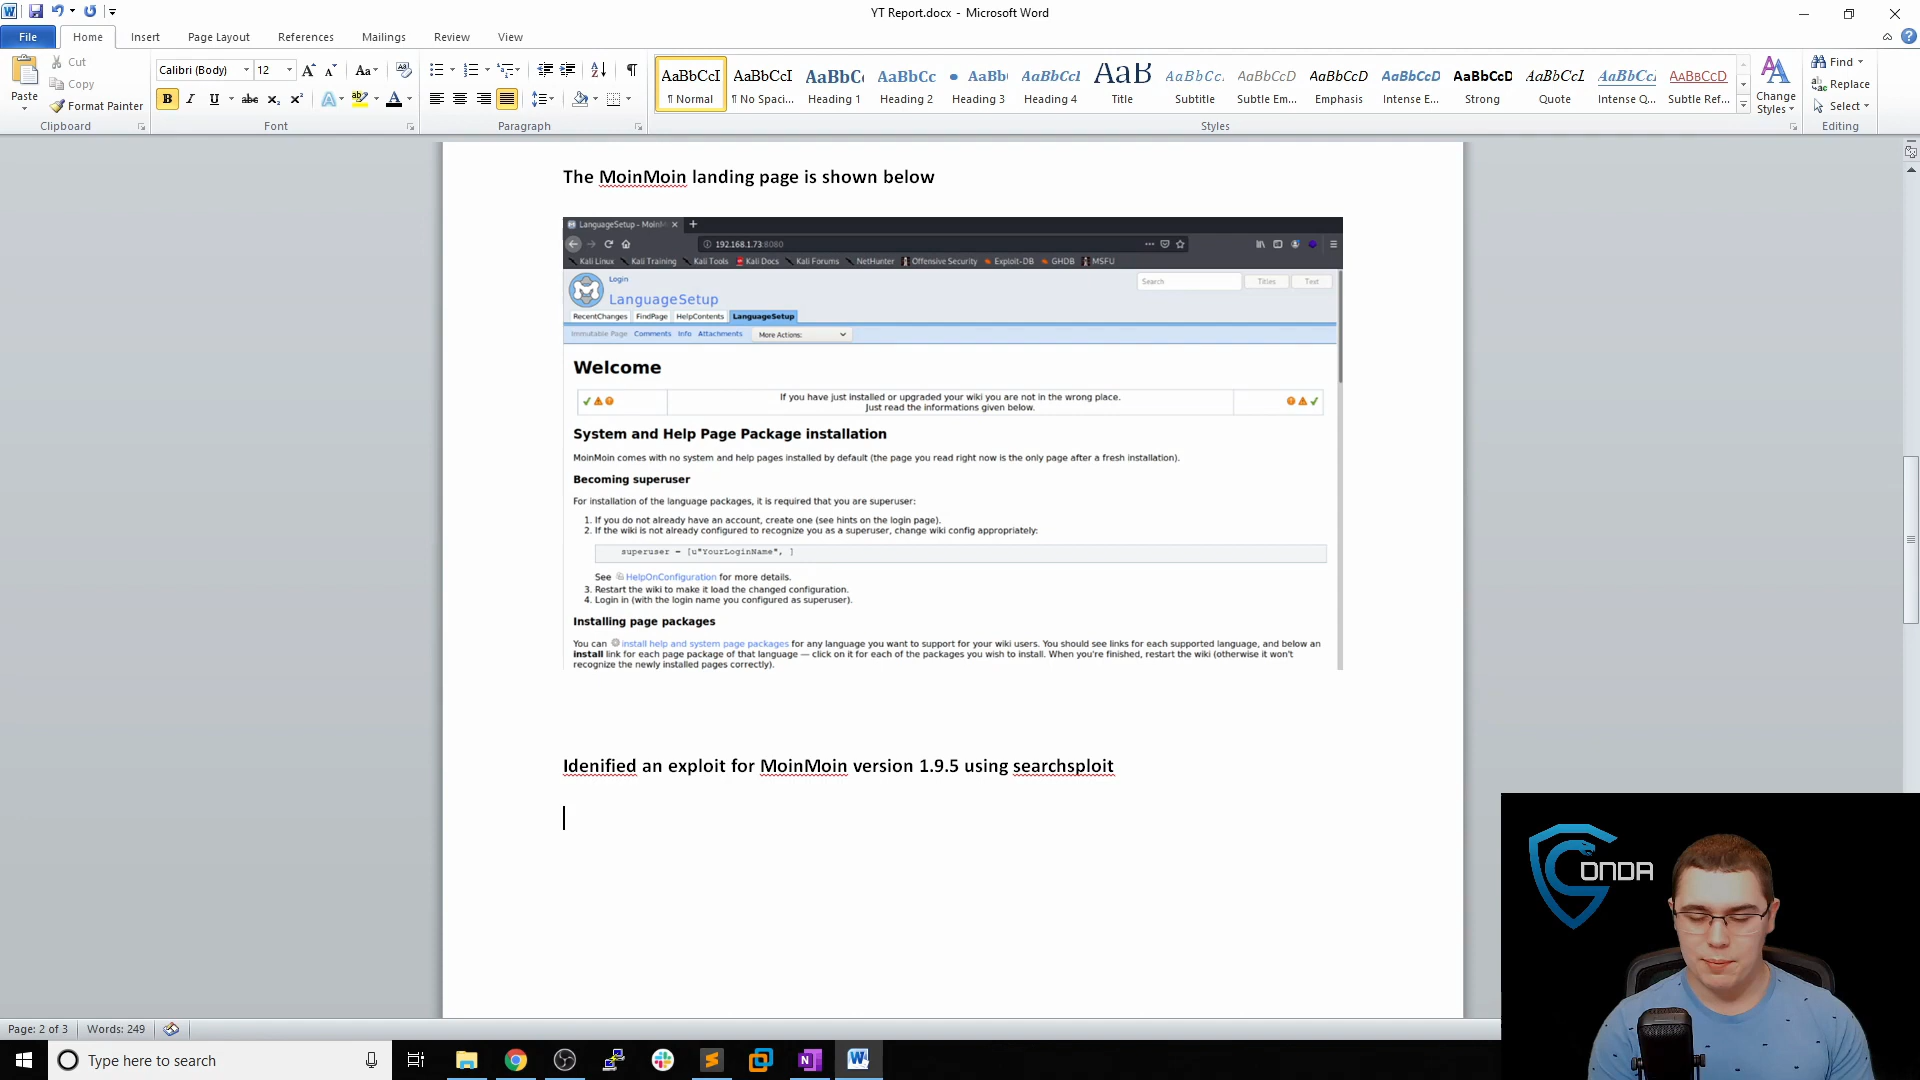 YT Report.docx - Microsoft Word
File Home Insert Page Layout References Mailings Review View
Paste
Cut
Copy
Format Painter
Clipboard
Calibri (Body) 12
Font
Paragraph
AaBbCcI AaBbCcI AaBbC AaBbCc AaBb AaBbCcI AaB AaBbCc. AaBbCcD AaBbCcD AaBbCcD AaBbCcD AaBbCcI AaBbCcI AaBbCcD
¶ Normal ¶ No Spaci... Heading 1 Heading 2 Heading 3 Heading 4 Title Subtitle Subtle Em... Emphasis Intense E... Strong Quote Intense Q... Subtle Ref...
Styles
Change Styles
Find
Replace
Select
Editing
The MoinMoin landing page is shown below
LanguageSetup - MoinM
192.168.1.73:8080
Kali Linux Kali Training Kali Tools Kali Docs Kali Forums NetHunter Offensive Security Exploit-DB GHDB MSFU
Login
LanguageSetup
Search Titles Text
RecentChanges FindPage HelpContents LanguageSetup
Immutable Page Comments Info Attachments More Actions:
Welcome
If you have just installed or upgraded your wiki you are not in the wrong place.
Just read the informations given below.
System and Help Page Package installation
MoinMoin comes with no system and help pages installed by default (the page you read right now is the only page after a fresh installation).
Becoming superuser
For installation of the language packages, it is required that you are superuser:
1. If you do not already have an account, create one (see hints on the login page).
2. If the wiki is not already configured to recognize you as a superuser, change wiki config appropriately:
superuser = [u"YourLoginName", ]
See HelpOnConfiguration for more details.
3. Restart the wiki to make it load the changed configuration.
4. Login in (with the login name you configured as superuser).
Installing page packages
You can install help and system page packages for any language you want to support for your wiki users. You should see links for each supported language, and below an
install link for each page package of that language — click on it for each of the packages you wish to install. When you're finished, restart the wiki (otherwise it won't
recognize the newly installed pages correctly).
Idenified an exploit for MoinMoin version 1.9.5 using searchsploit
ONDA
Page: 2 of 3 Words: 249
Type here to search